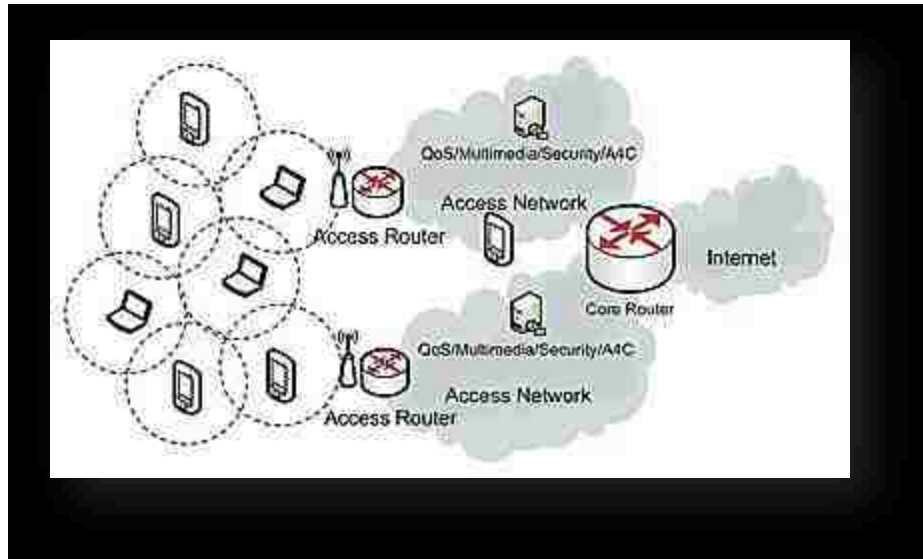 QoS/Multimedia/Security/A4C
Access Network
Access Router
Internet
Core Router
QoS/Multimedia/Security/A4C
Access Network
Access Router